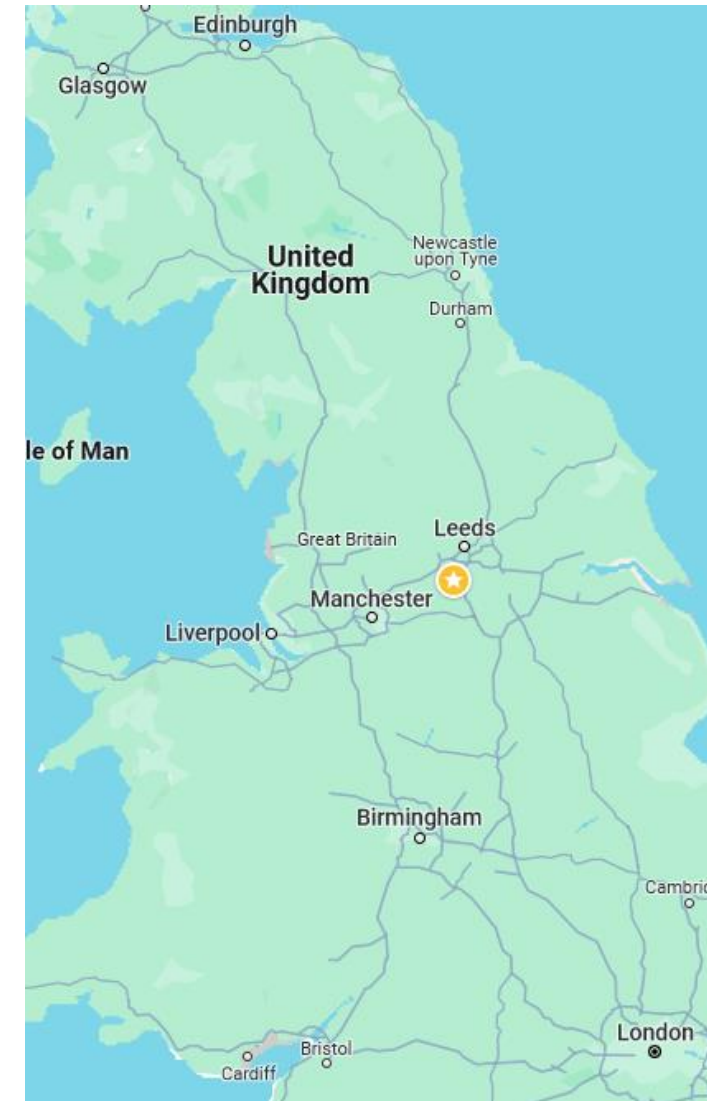 Edinburgh
Glasgow
Newcastle
upon Tyne
United
Kingdom
Durham
le of Man
Leeds
Great Britain
Manchester
Liverpool
Birmingham
Cambric
London
Bristol
Cardiff